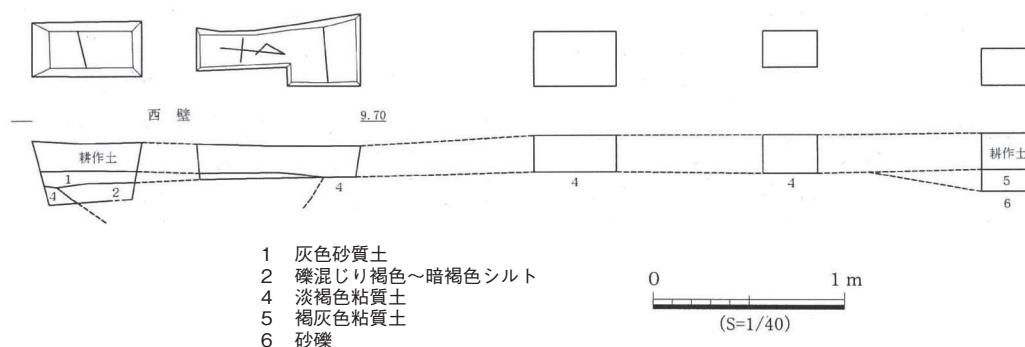 西 壁
9.70
耕作土
耕作土
1
4
2
4
4
4
5
6
1 灰色砂質土
2 礫混じり褐色~暗褐色シルト
4 淡褐色粘質土
5 褐灰色粘質土
6 砂礫
0 1 m
(S=1/40)